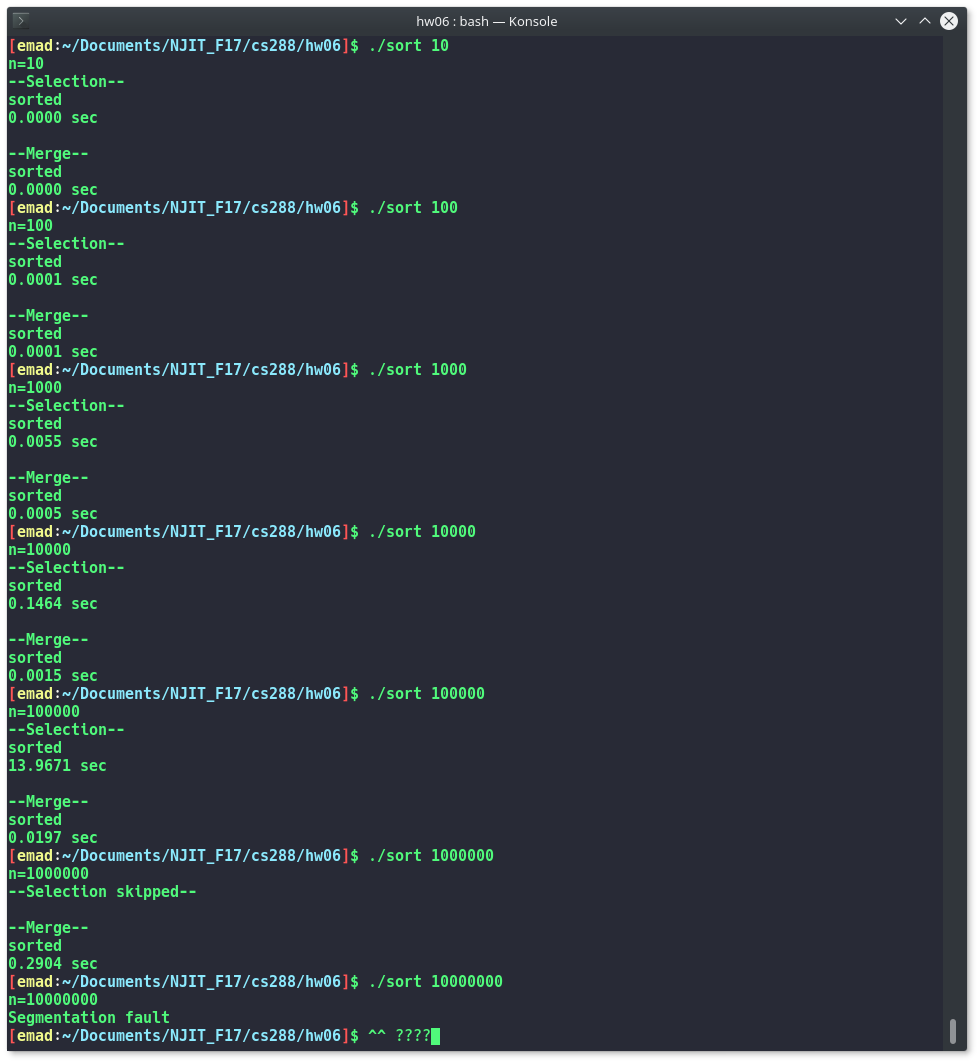 hw06 : bash — Konsole
[emad:~/Documents/NJIT_F17/cs288/hw06]$ ./sort 10
n=10
--Selection--
sorted
0.0000 sec
--Merge--
sorted
0.0000 sec
[emad:~/Documents/NJIT_F17/cs288/hw06]$ ./sort 100
n=100
--Selection--
sorted
0.0001 sec
--Merge--
sorted
0.0001 sec
[emad:~/Documents/NJIT_F17/cs288/hw06]$ ./sort 1000
n=1000
--Selection--
sorted
0.0055 sec
--Merge--
sorted
0.0005 sec
[emad:~/Documents/NJIT_F17/cs288/hw06]$ ./sort 10000
n=10000
--Selection--
sorted
0.1464 sec
--Merge--
sorted
0.0015 sec
[emad:~/Documents/NJIT_F17/cs288/hw06]$ ./sort 100000
n=100000
--Selection--
sorted
13.9671 sec
--Merge--
sorted
0.0197 sec
[emad:~/Documents/NJIT_F17/cs288/hw06]$ ./sort 1000000
n=1000000
--Selection skipped--
--Merge--
sorted
0.2904 sec
[emad:~/Documents/NJIT_F17/cs288/hw06]$ ./sort 10000000
n=10000000
Segmentation fault
[emad:~/Documents/NJIT_F17/cs288/hw06]$ ^^ ????